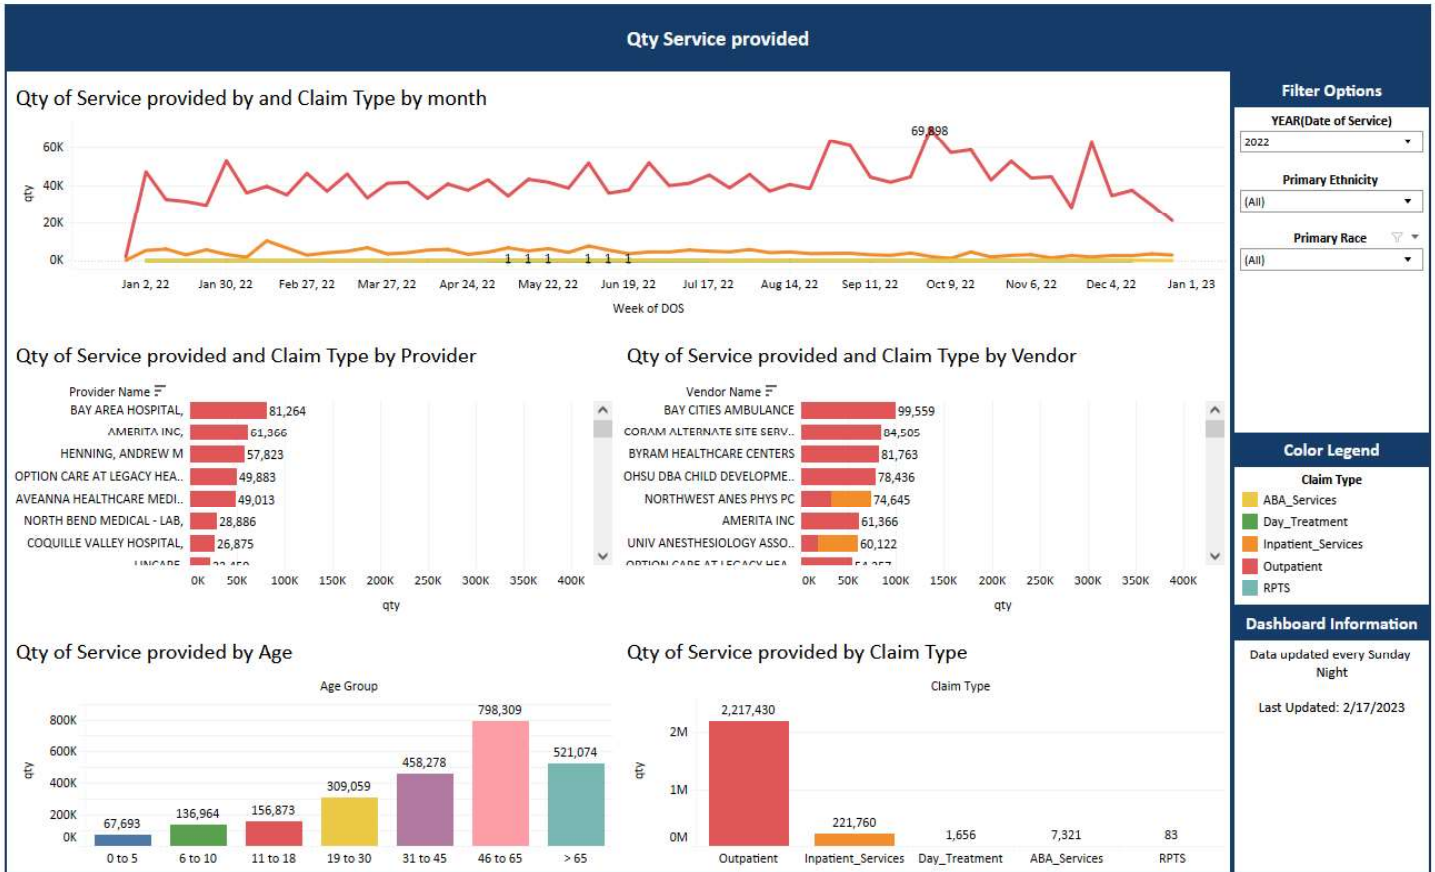 Qty Service provided
Qty of Service provided by and Claim Type by month
69,898
60K
40K
20K
0K
qty
1 1 1 1 1 1
Jan 2, 22 Jan 30, 22 Feb 27, 22 Mar 27, 22 Apr 24, 22 May 22, 22 Jun 19, 22 Jul 17, 22 Aug 14, 22 Sep 11, 22 Oct 9, 22 Nov 6, 22 Dec 4, 22 Jan 1, 23
Week of DOS
Filter Options
YEAR(Date of Service)
2022
Primary Ethnicity
(All)
Primary Race
(All)
Qty of Service provided and Claim Type by Provider
Provider Name
BAY AREA HOSPITAL, 81,264
AMERITA INC, 61,366
HENNING, ANDREW M 57,823
OPTION CARE AT LEGACY HEA.. 49,883
AVEANNA HEALTHCARE MEDI.. 49,013
NORTH BEND MEDICAL - LAB, 28,886
COQUILLE VALLEY HOSPITAL, 26,875
LINCARE
0K 50K 100K 150K 200K 250K 300K 350K 400K
qty
Qty of Service provided and Claim Type by Vendor
Vendor Name
BAY CITIES AMBULANCE 99,559
CORAM ALTERNATE SITE SERV.. 84,505
BYRAM HEALTHCARE CENTERS 81,763
OHSU DBA CHILD DEVELOPME.. 78,436
NORTHWEST ANES PHYS PC 74,645
AMERITA INC 61,366
UNIV ANESTHESIOLOGY ASSO.. 60,122
OPTION CARE AT LEGACY HEA.. 54,257
0K 50K 100K 150K 200K 250K 300K 350K 400K
qty
Color Legend
Claim Type
ABA_Services
Day_Treatment
Inpatient_Services
Outpatient
RPTS
Dashboard Information
Data updated every Sunday
Night
Last Updated: 2/17/2023
Qty of Service provided by Age
Age Group
800K
600K
400K
200K
0K
qty
67,693 136,964 156,873 309,059 458,278 798,309 521,074
0 to 5 6 to 10 11 to 18 19 to 30 31 to 45 46 to 65 > 65
Qty of Service provided by Claim Type
Claim Type
2M
1M
0M
qty
2,217,430 221,760 1,656 7,321 83
Outpatient Inpatient_Services Day_Treatment ABA_Services RPTS